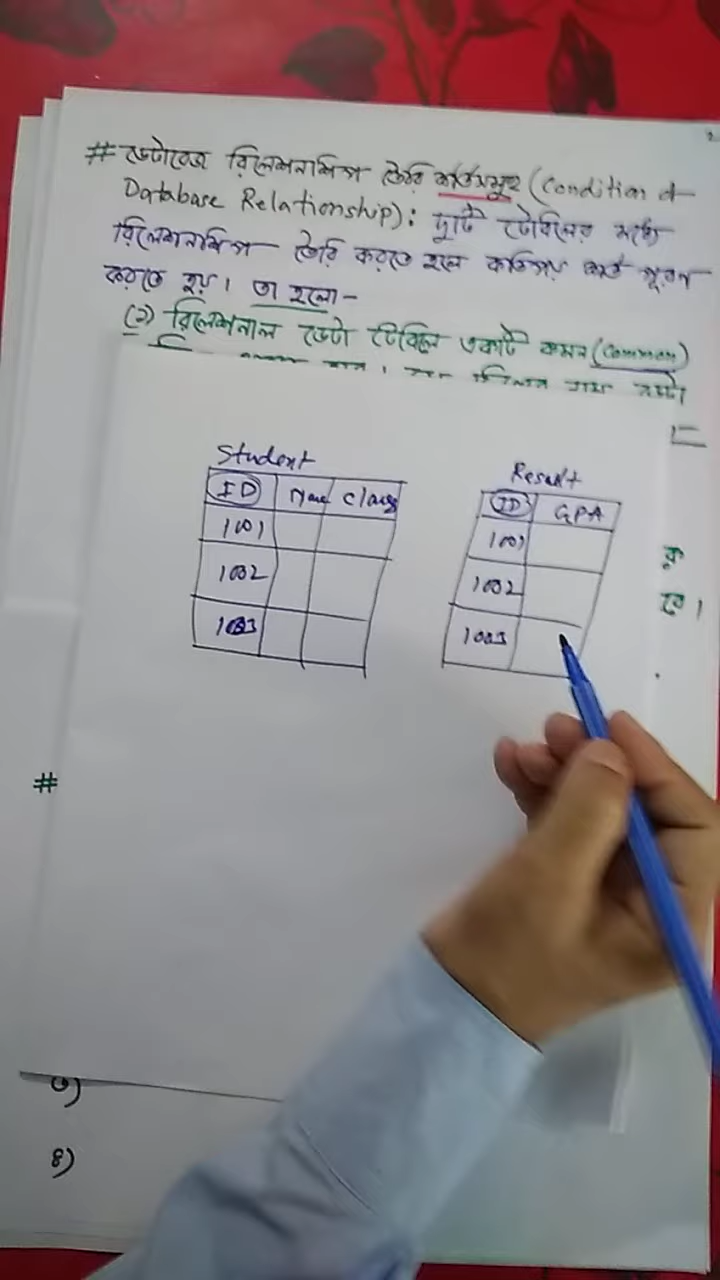 # ডেটাবেজ রিলেশনশিপ তৈরি শর্তসমূহ (Condition of
Database Relationship): দুটি টেবিলের মধ্যে
রিলেশনশিপ তৈরি করতে হলে কতিপয় শর্ত পূরণ
করতে হয়। তা হলো-
(১) রিলেশনাল ডেটা টেবিলে একটি কমন (Common)
Student
ID Name Class
1001
1002
1003
Result
ID GPA
1001
1002
1003
রে।
#
৩)
৪)